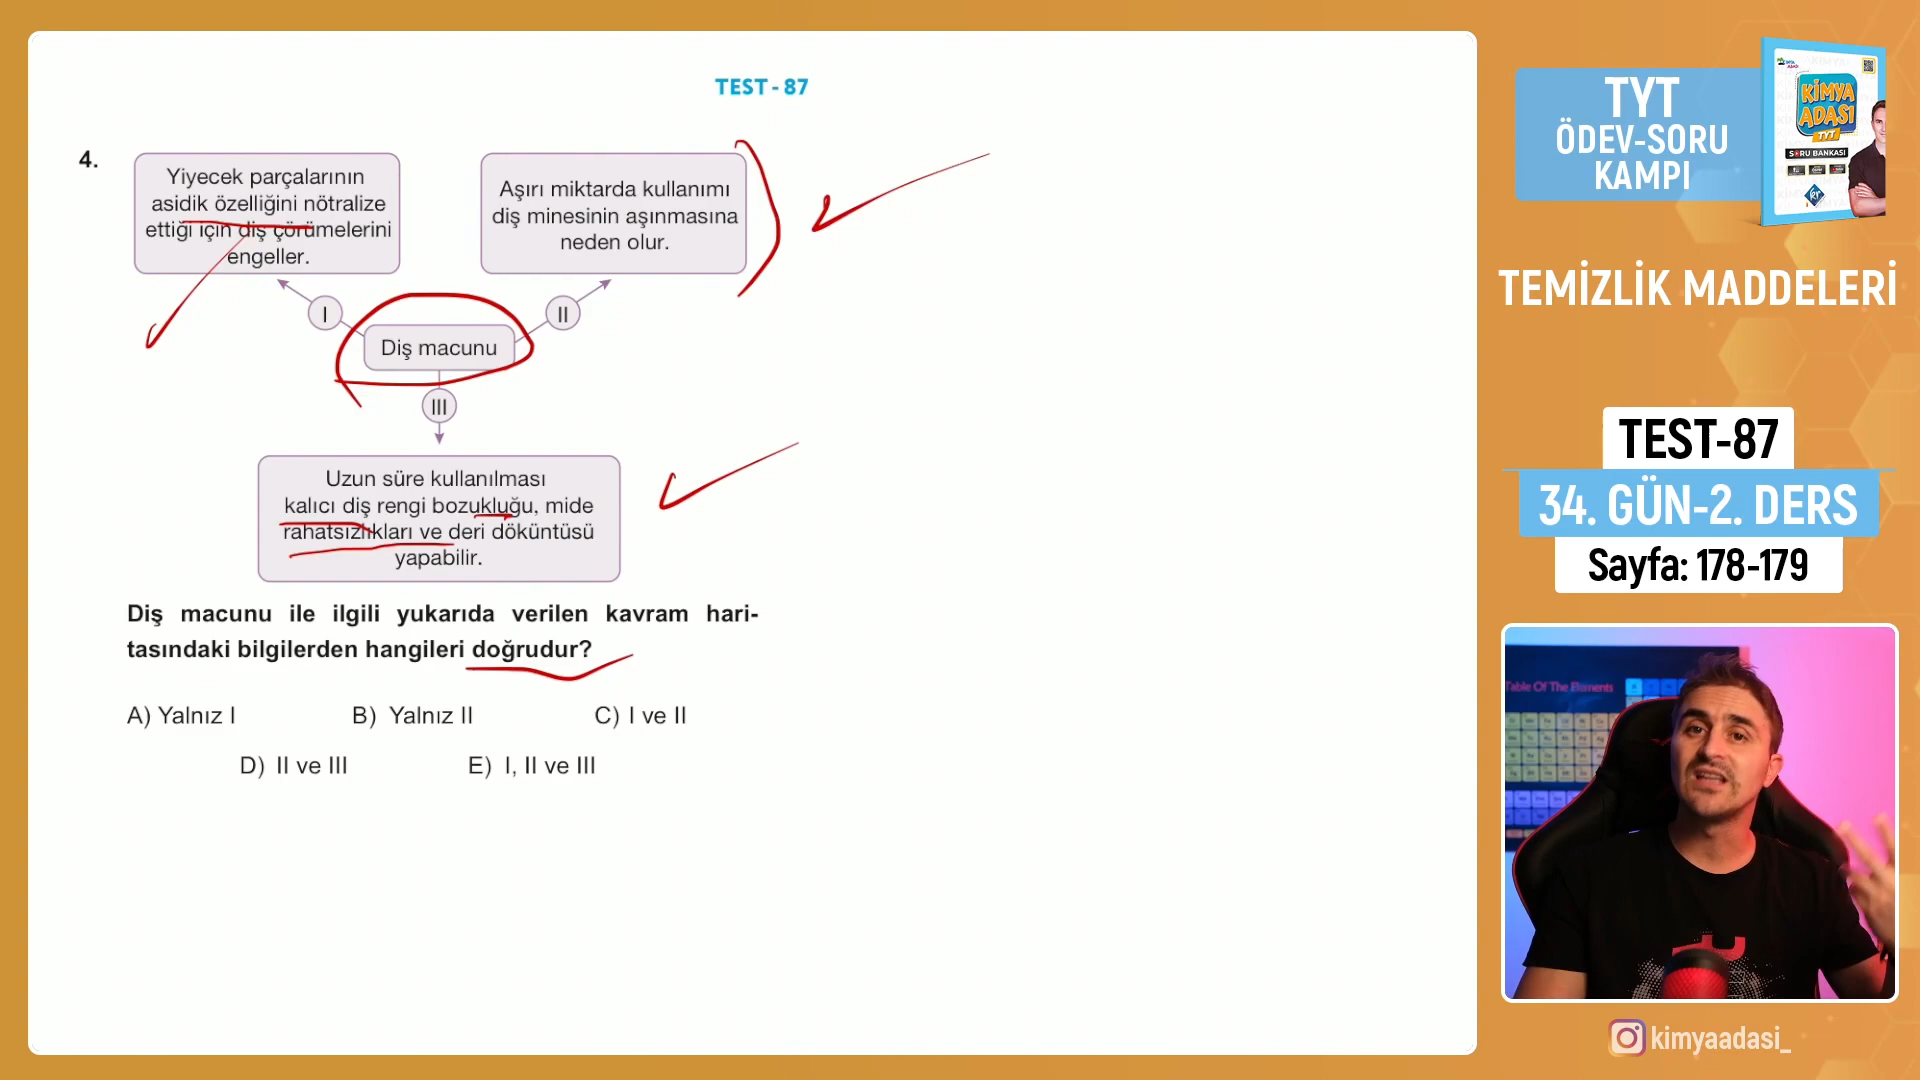 TEST - 87
4.
Yiyecek parçalarının
asidik özelliğini nötralize
ettiği için diş çörümelerini
engeller.
Aşırı miktarda kullanımı
diş minesinin aşınmasına
neden olur.
I
II
Diş macunu
III
Uzun süre kullanılması
kalıcı diş rengi bozukluğu, mide
rahatsızlıkları ve deri döküntüsü
yapabilir.
Diş macunu ile ilgili yukarıda verilen kavram hari-
tasındaki bilgilerden hangileri doğrudur?
A) Yalnız I
B) Yalnız II
C) I ve II
D) II ve III
E) I, II ve III
TYT
ÖDEV-SORU
KAMPI
KİMYA
ADASI
TYT
SORU BANKASI
TEMİZLİK MADDELERİ
TEST-87
34. GÜN-2. DERS
Sayfa: 178-179
Table Of The Elements
kimyaadasi_